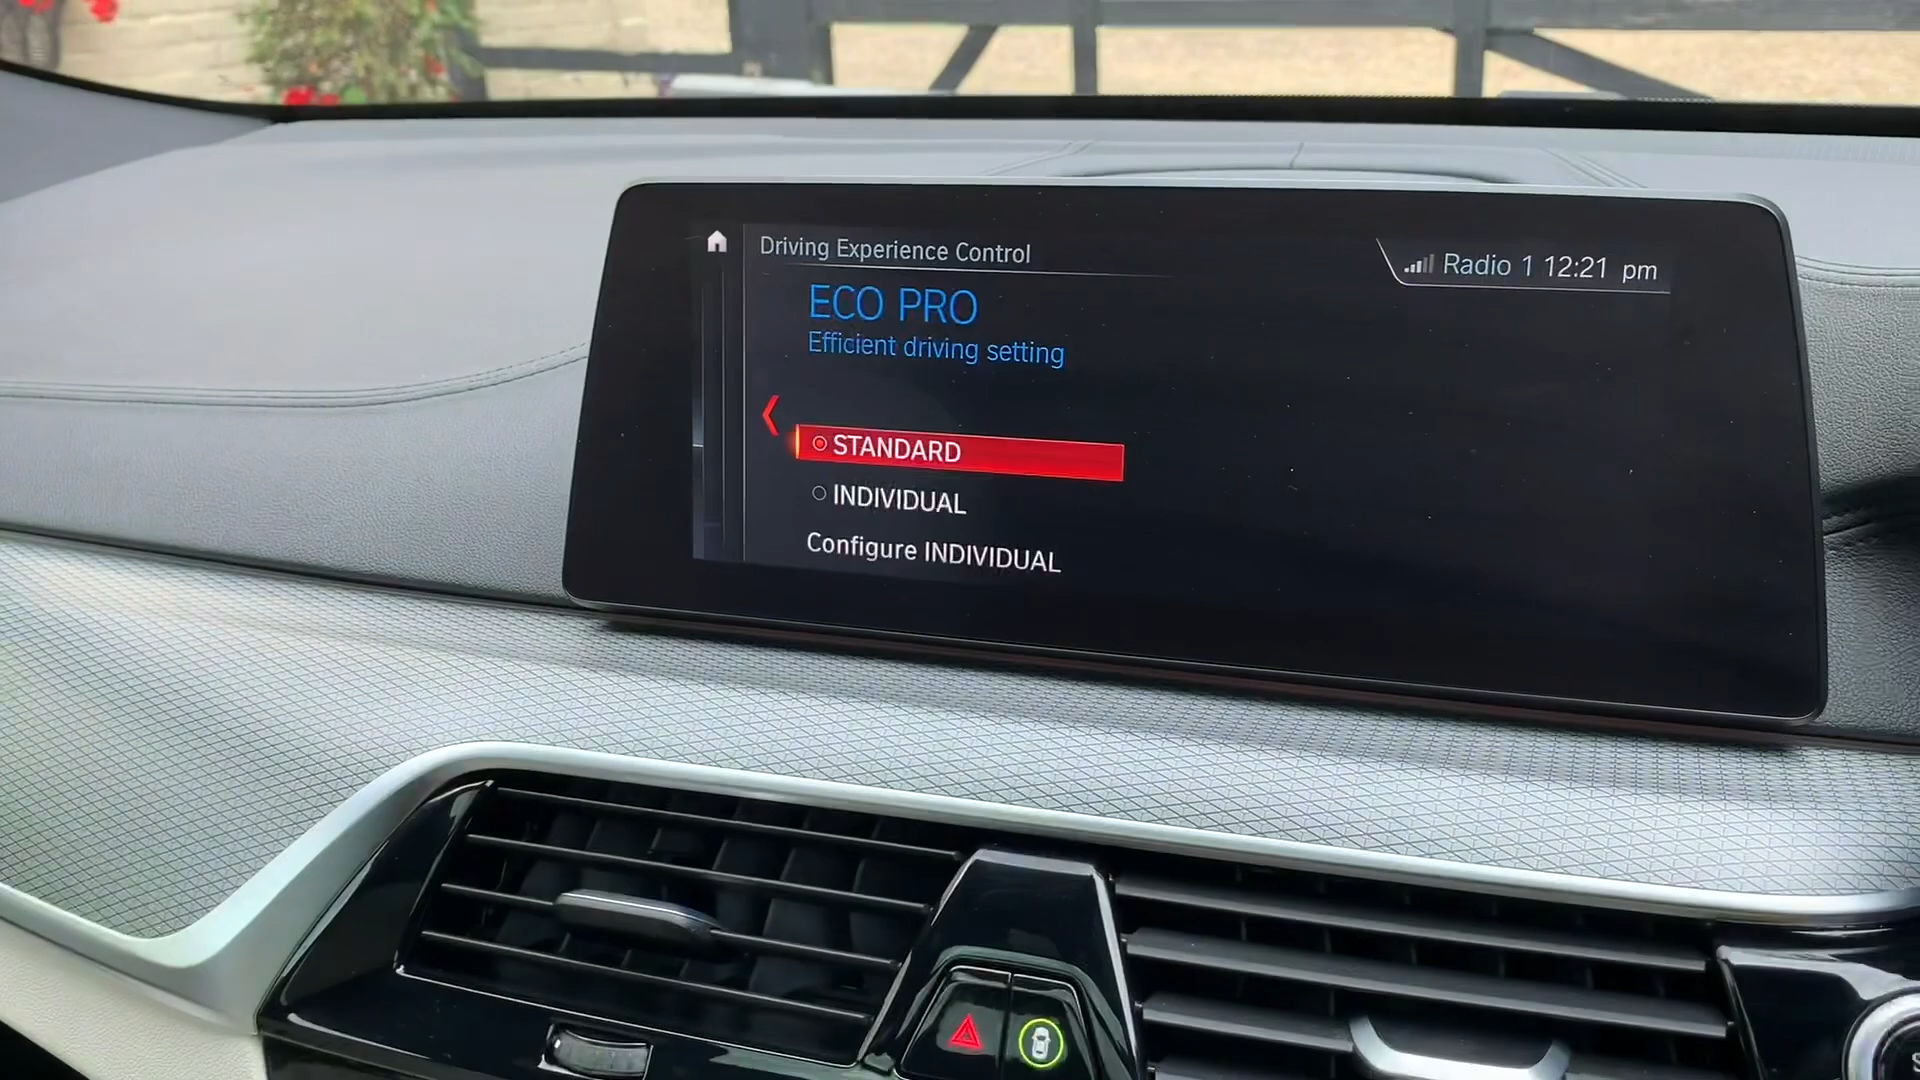 Driving Experience Control
Radio 1 12:21 pm
ECO PRO
Efficient driving setting
STANDARD
INDIVIDUAL
Configure INDIVIDUAL